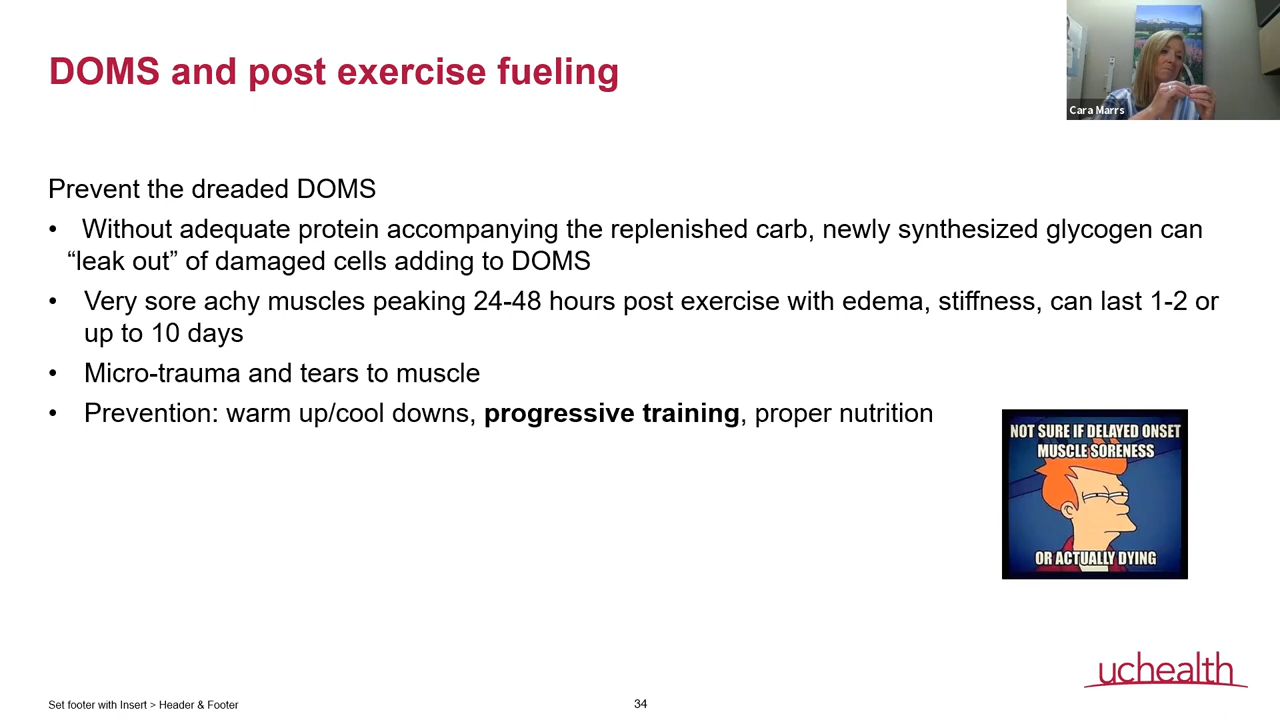 DOMS and post exercise fueling
Cara Marrs
Prevent the dreaded DOMS
• Without adequate protein accompanying the replenished carb, newly synthesized glycogen can
“leak out” of damaged cells adding to DOMS
• Very sore achy muscles peaking 24-48 hours post exercise with edema, stiffness, can last 1-2 or
up to 10 days
• Micro-trauma and tears to muscle
• Prevention: warm up/cool downs, progressive training, proper nutrition
NOT SURE IF DELAYED ONSET
MUSCLE SORENESS
OR ACTUALLY DYING
uchealth
Set footer with Insert > Header & Footer
34